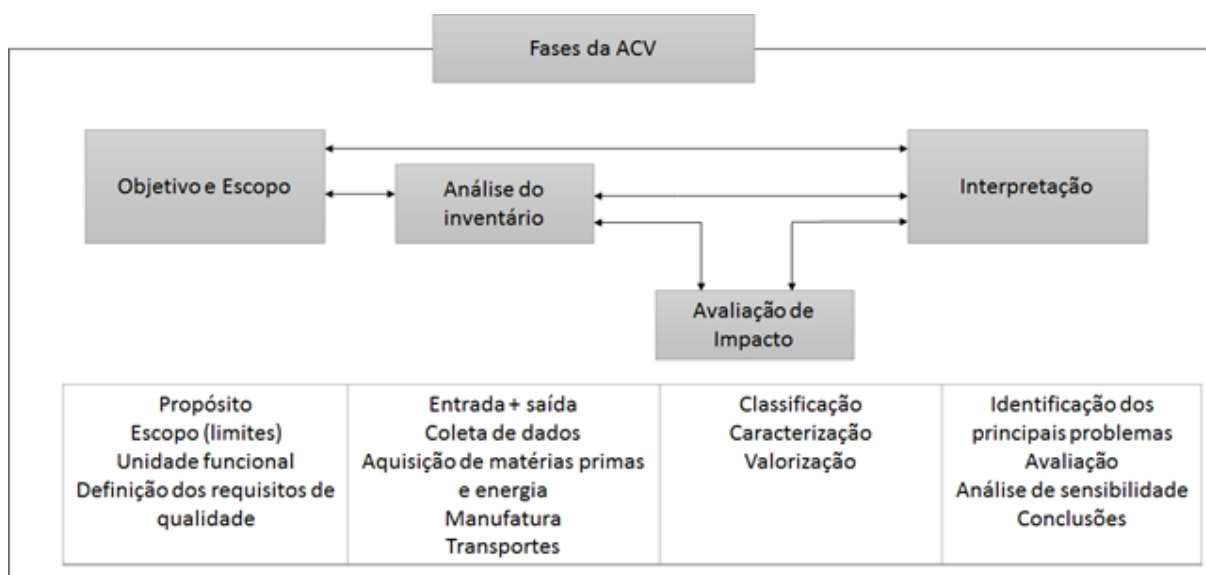 Fases da ACV
Objetivo e Escopo
Análise do
inventário
Interpretação
Avaliação de
Impacto
Propósito
Escopo (limites)
Unidade funcional
Definição dos requisitos de
qualidade
Entrada + saída
Coleta de dados
Aquisição de matérias primas
e energia
Manufatura
Transportes
Classificação
Caracterização
Valorização
Identificação dos
principais problemas
Avaliação
Análise de sensibilidade
Conclusões